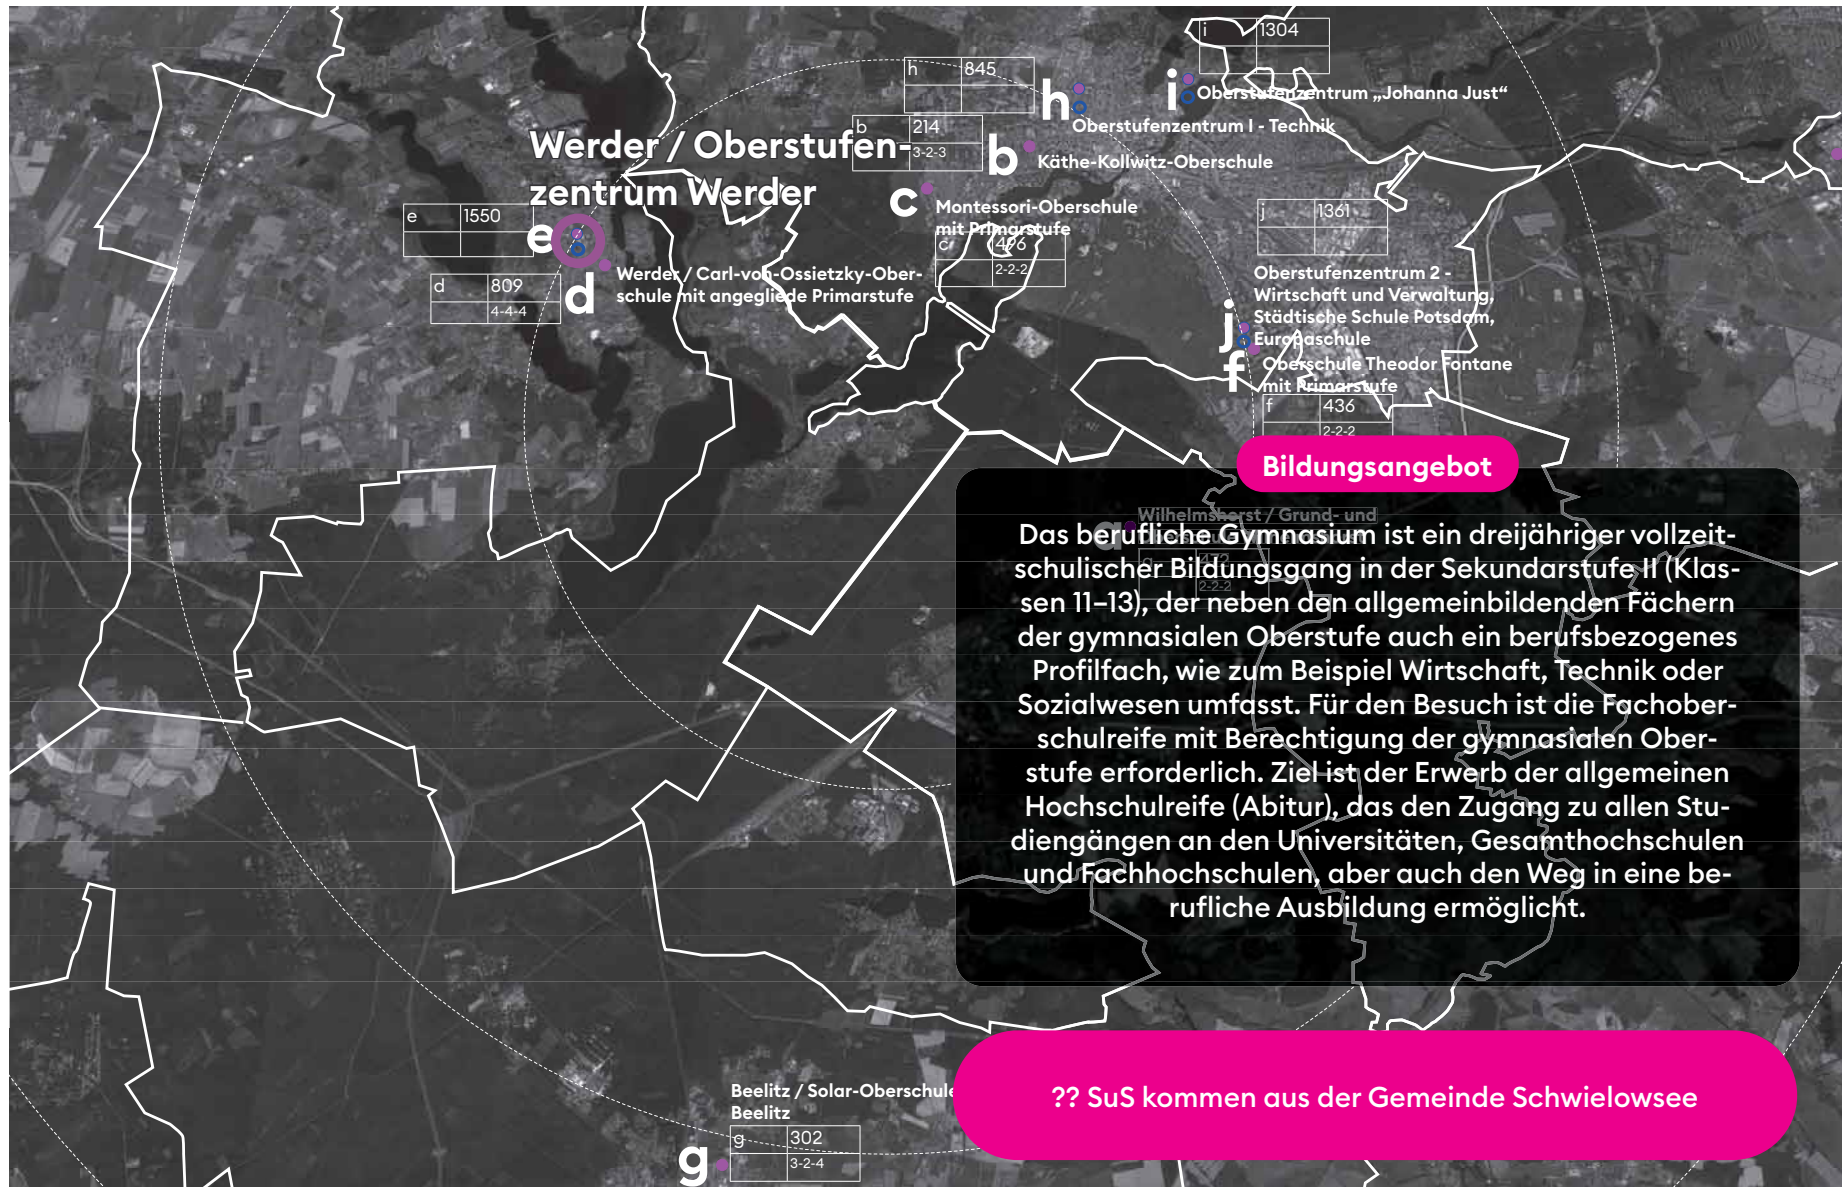 i 1304
h 845
h
i
Oberstufenzentrum „Johanna Just“
Oberstufenzentrum I - Technik
b 214
3-2-3
b
Käthe-Kollwitz-Oberschule
Werder / Oberstufen-
zentrum Werder
c
Montessori-Oberschule
mit Primarstufe
c 496
2-2-2
e 1550
e
j 1361
d 809
4-4-4
d
Werder / Carl-von-Ossietzky-Ober-
schule mit angegliede Primarstufe
Oberstufenzentrum 2 -
Wirtschaft und Verwaltung,
Städtische Schule Potsdam,
Europaschule
j
f
Oberschule Theodor Fontane
mit Primarstufe
f 436
2-2-2
Bildungsangebot
a
Wilhelmshorst / Grund- und
2-2-2
Das berufliche Gymnasium ist ein dreijähriger vollzeit-
schulischer Bildungsgang in der Sekundarstufe II (Klas-
sen 11–13), der neben den allgemeinbildenden Fächern
der gymnasialen Oberstufe auch ein berufsbezogenes
Profilfach, wie zum Beispiel Wirtschaft, Technik oder
Sozialwesen umfasst. Für den Besuch ist die Fachober-
schulreife mit Berechtigung der gymnasialen Ober-
stufe erforderlich. Ziel ist der Erwerb der allgemeinen
Hochschulreife (Abitur), das den Zugang zu allen Stu-
diengängen an den Universitäten, Gesamthochschulen
und Fachhochschulen, aber auch den Weg in eine be-
rufliche Ausbildung ermöglicht.
?? SuS kommen aus der Gemeinde Schwielowsee
Beelitz / Solar-Oberschule
Beelitz
g 302
3-2-4
g